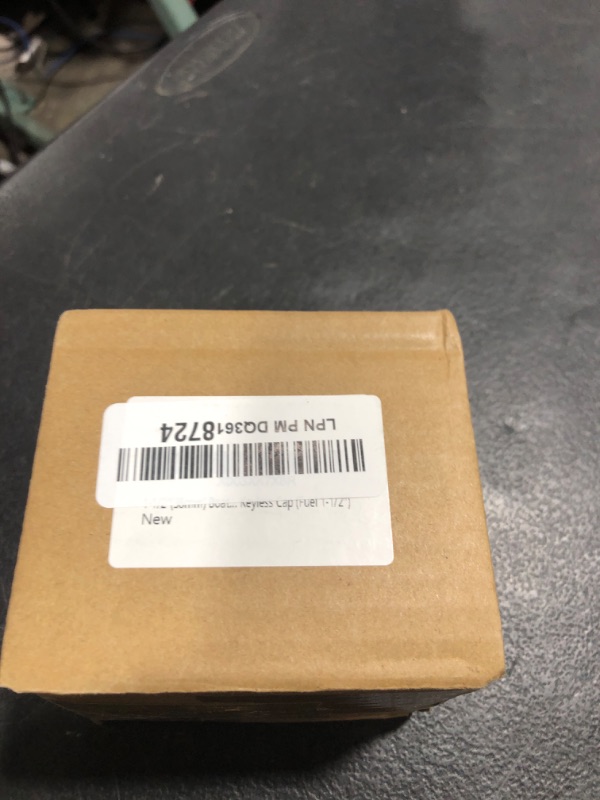 LPN PM DQ3618724
Keyless Cap (Fuel 1-1/2")
New